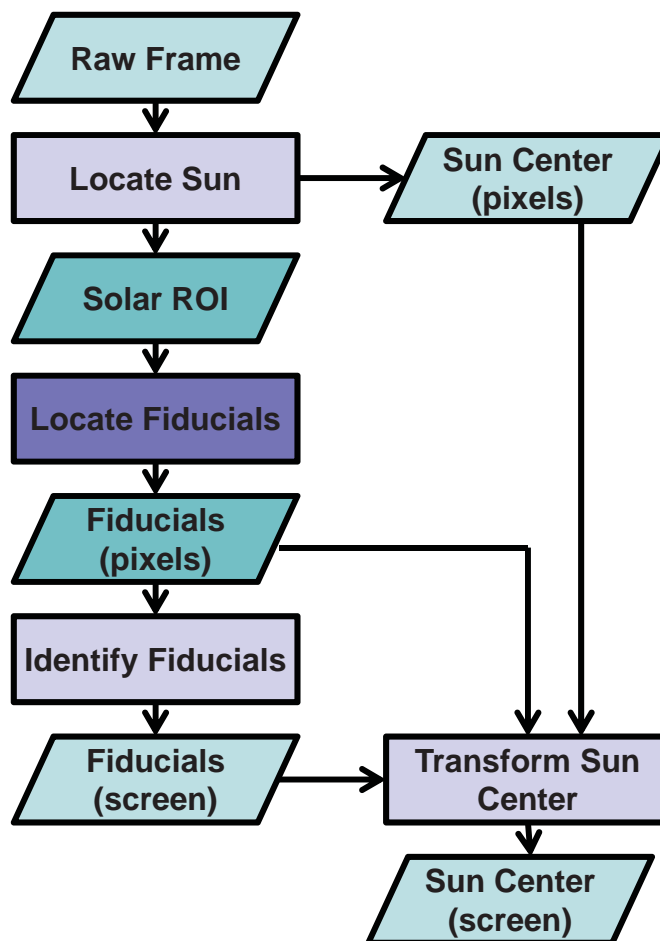 Raw Frame
Locate Sun
Sun Center
(pixels)
Solar ROI
Locate Fiducials
Fiducials
(pixels)
Identify Fiducials
Fiducials
(screen)
Transform Sun
Center
Sun Center
(screen)